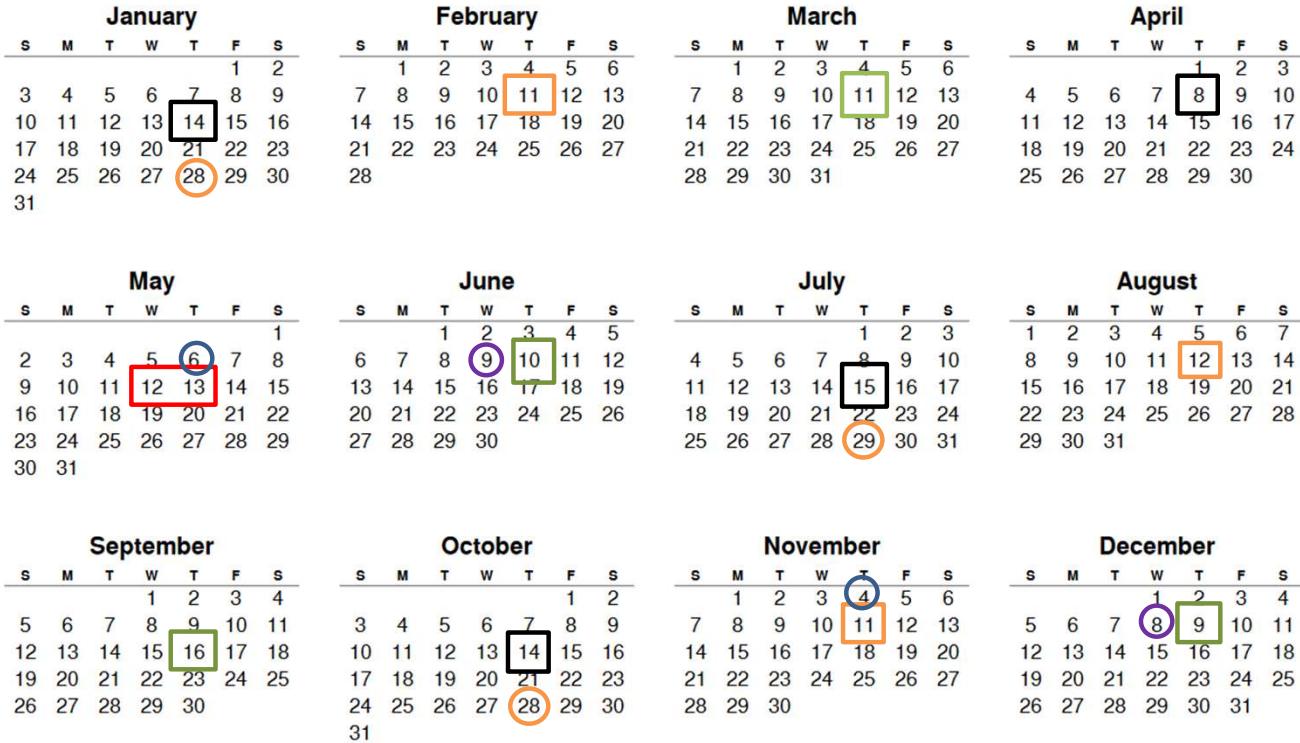 January February March April
S M T W T F S S M T W T F S S M T W T F S S M T W T F S
1 2 1 2 3 4 5 6 1 2 3 4 5 6 1 2 3
3 4 5 6 7 8 9 7 8 9 10 11 12 13 7 8 9 10 11 12 13 4 5 6 7 8 9 10
10 11 12 13 14 15 16 14 15 16 17 18 19 20 14 15 16 17 18 19 20 11 12 13 14 15 16 17
17 18 19 20 21 22 23 21 22 23 24 25 26 27 21 22 23 24 25 26 27 18 19 20 21 22 23 24
24 25 26 27 28 29 30 28 28 29 30 31 25 26 27 28 29 30
31
May June July August
S M T W T F S S M T W T F S S M T W T F S S M T W T F S
1 1 2 3 4 5 1 2 3 1 2 3 4 5 6 7
2 3 4 5 6 7 8 6 7 8 9 10 11 12 4 5 6 7 8 9 10 8 9 10 11 12 13 14
9 10 11 12 13 14 15 13 14 15 16 17 18 19 11 12 13 14 15 16 17 15 16 17 18 19 20 21
16 17 18 19 20 21 22 20 21 22 23 24 25 26 18 19 20 21 22 23 24 22 23 24 25 26 27 28
23 24 25 26 27 28 29 27 28 29 30 25 26 27 28 29 30 31 29 30 31
30 31
September October November December
S M T W T F S S M T W T F S S M T W T F S S M T W T F S
1 2 3 4 1 2 1 2 3 4 5 6 1 2 3 4
5 6 7 8 9 10 11 3 4 5 6 7 8 9 7 8 9 10 11 12 13 5 6 7 8 9 10 11
12 13 14 15 16 17 18 10 11 12 13 14 15 16 14 15 16 17 18 19 20 12 13 14 15 16 17 18
19 20 21 22 23 24 25 17 18 19 20 21 22 23 21 22 23 24 25 26 27 19 20 21 22 23 24 25
26 27 28 29 30 24 25 26 27 28 29 30 28 29 30 26 27 28 29 30 31
31